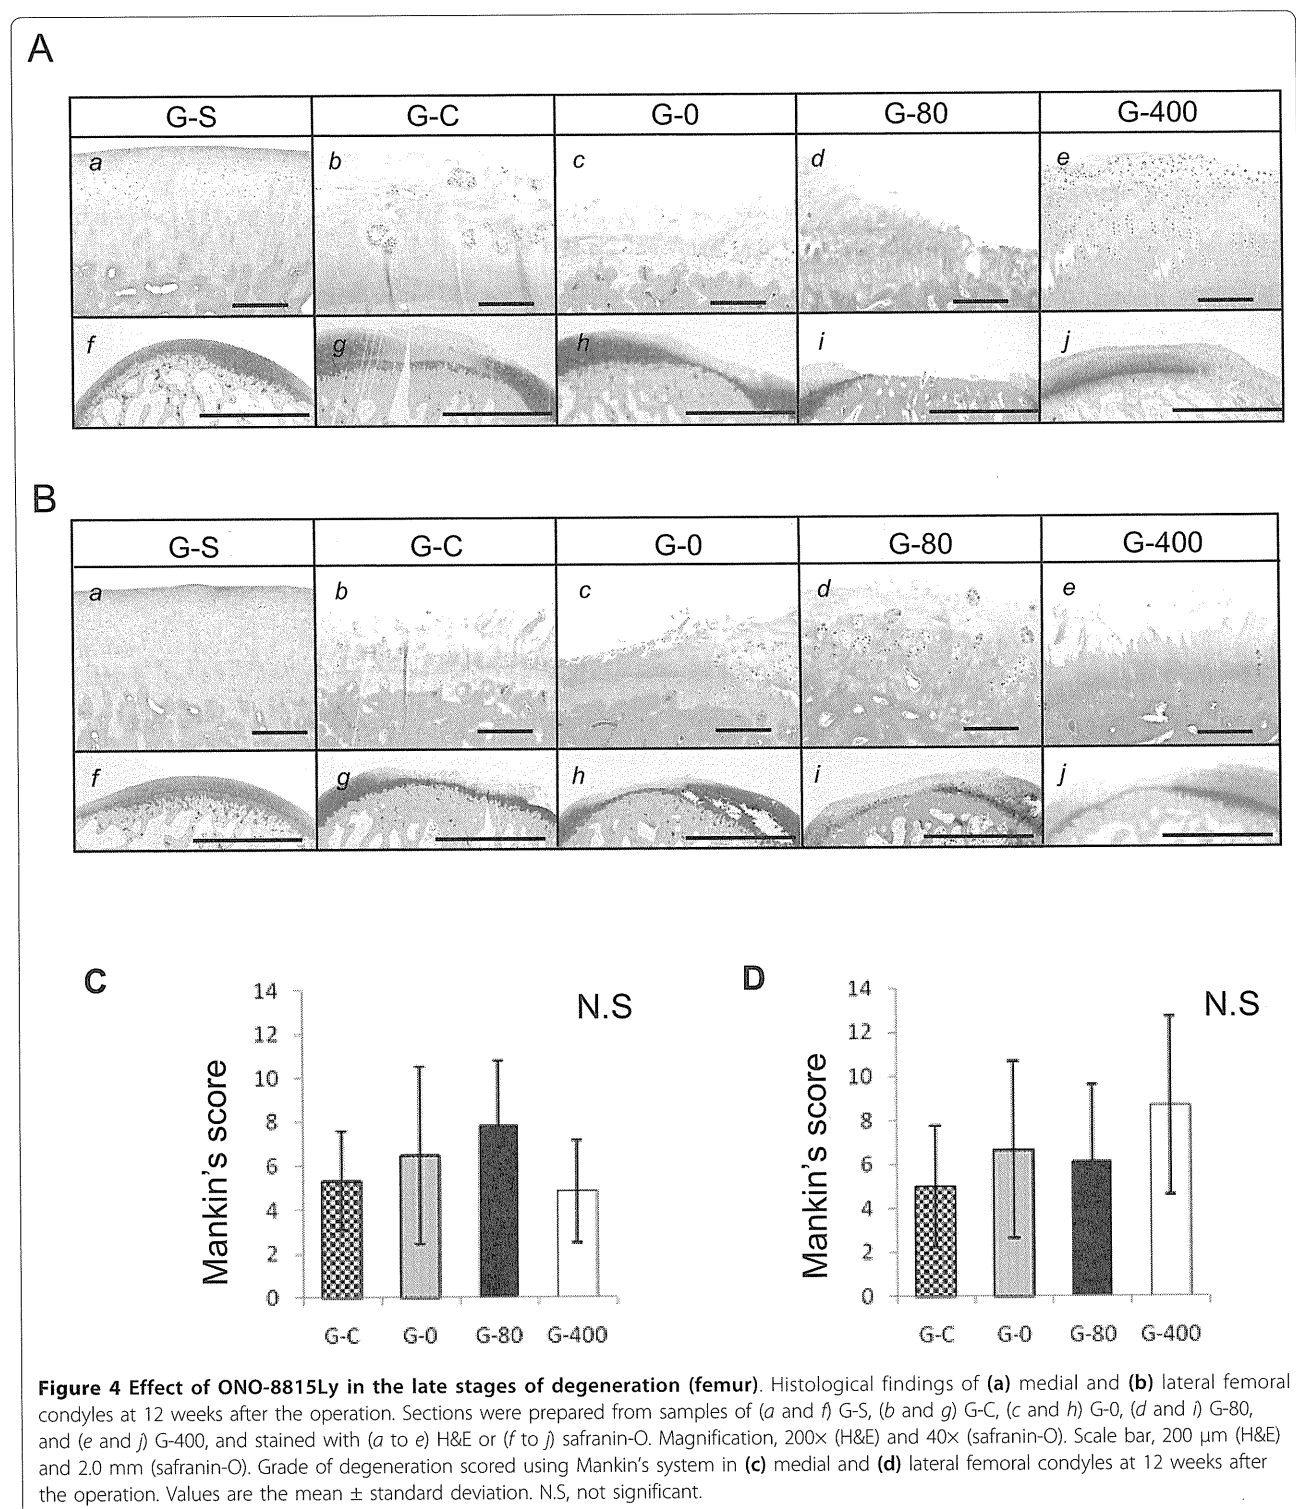 A
G-S G-C G-0 G-80 G-400
a b c d e
f g h i j
B
G-S G-C G-0 G-80 G-400
a b c d e
f g h i j
C
N.S
Mankin's score
14
12
10
8
6
4
2
0
G-C G-0 G-80 G-400
D
N.S
Mankin's score
14
12
10
8
6
4
2
0
G-C G-0 G-80 G-400
Figure 4 Effect of ONO-8815Ly in the late stages of degeneration (femur). Histological findings of (a) medial and (b) lateral femoral
condyles at 12 weeks after the operation. Sections were prepared from samples of (a and f) G-S, (b and g) G-C, (c and h) G-0, (d and i) G-80,
and (e and j) G-400, and stained with (a to e) H&E or (f to j) safranin-O. Magnification, 200× (H&E) and 40× (safranin-O). Scale bar, 200 μm (H&E)
and 2.0 mm (safranin-O). Grade of degeneration scored using Mankin's system in (c) medial and (d) lateral femoral condyles at 12 weeks after
the operation. Values are the mean ± standard deviation. N.S, not significant.